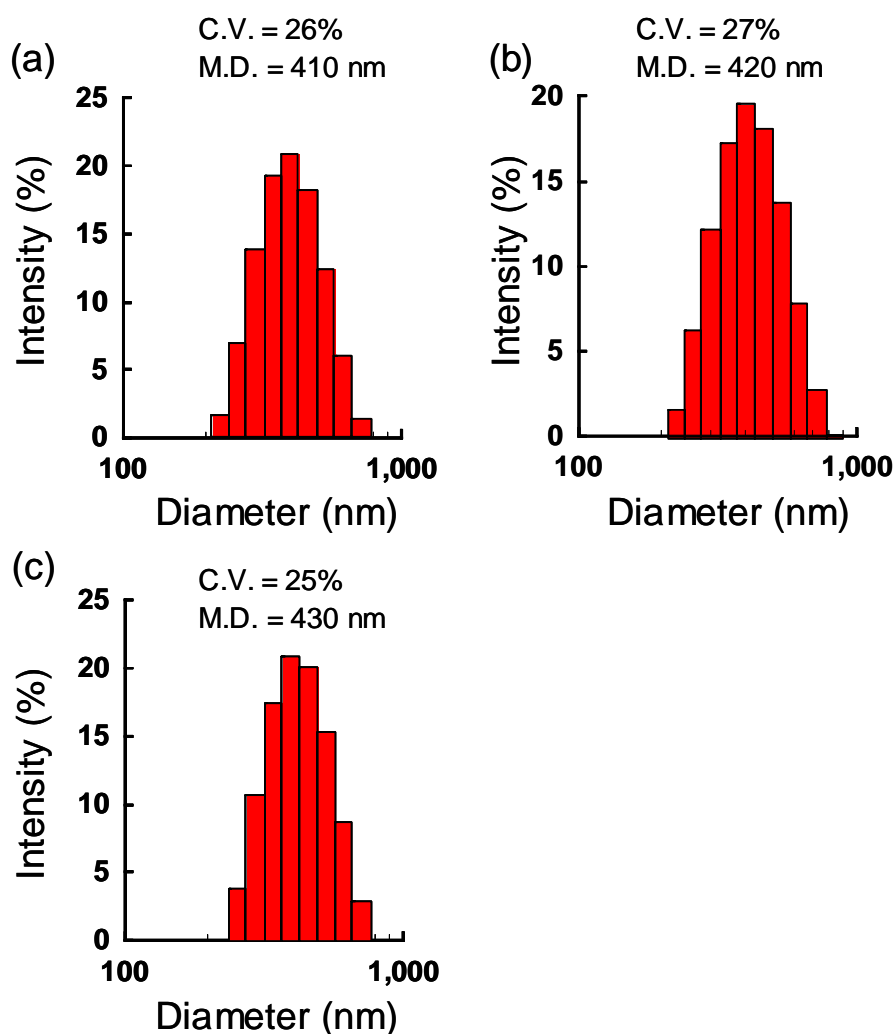 (a)
C.V. = 26%
M.D. = 410 nm
Intensity (%)
25
20
15
10
5
0
100
1,000
Diameter (nm)
(b)
C.V. = 27%
M.D. = 420 nm
Intensity (%)
20
15
10
5
0
100
1,000
Diameter (nm)
(c)
C.V. = 25%
M.D. = 430 nm
Intensity (%)
25
20
15
10
5
0
100
1,000
Diameter (nm)